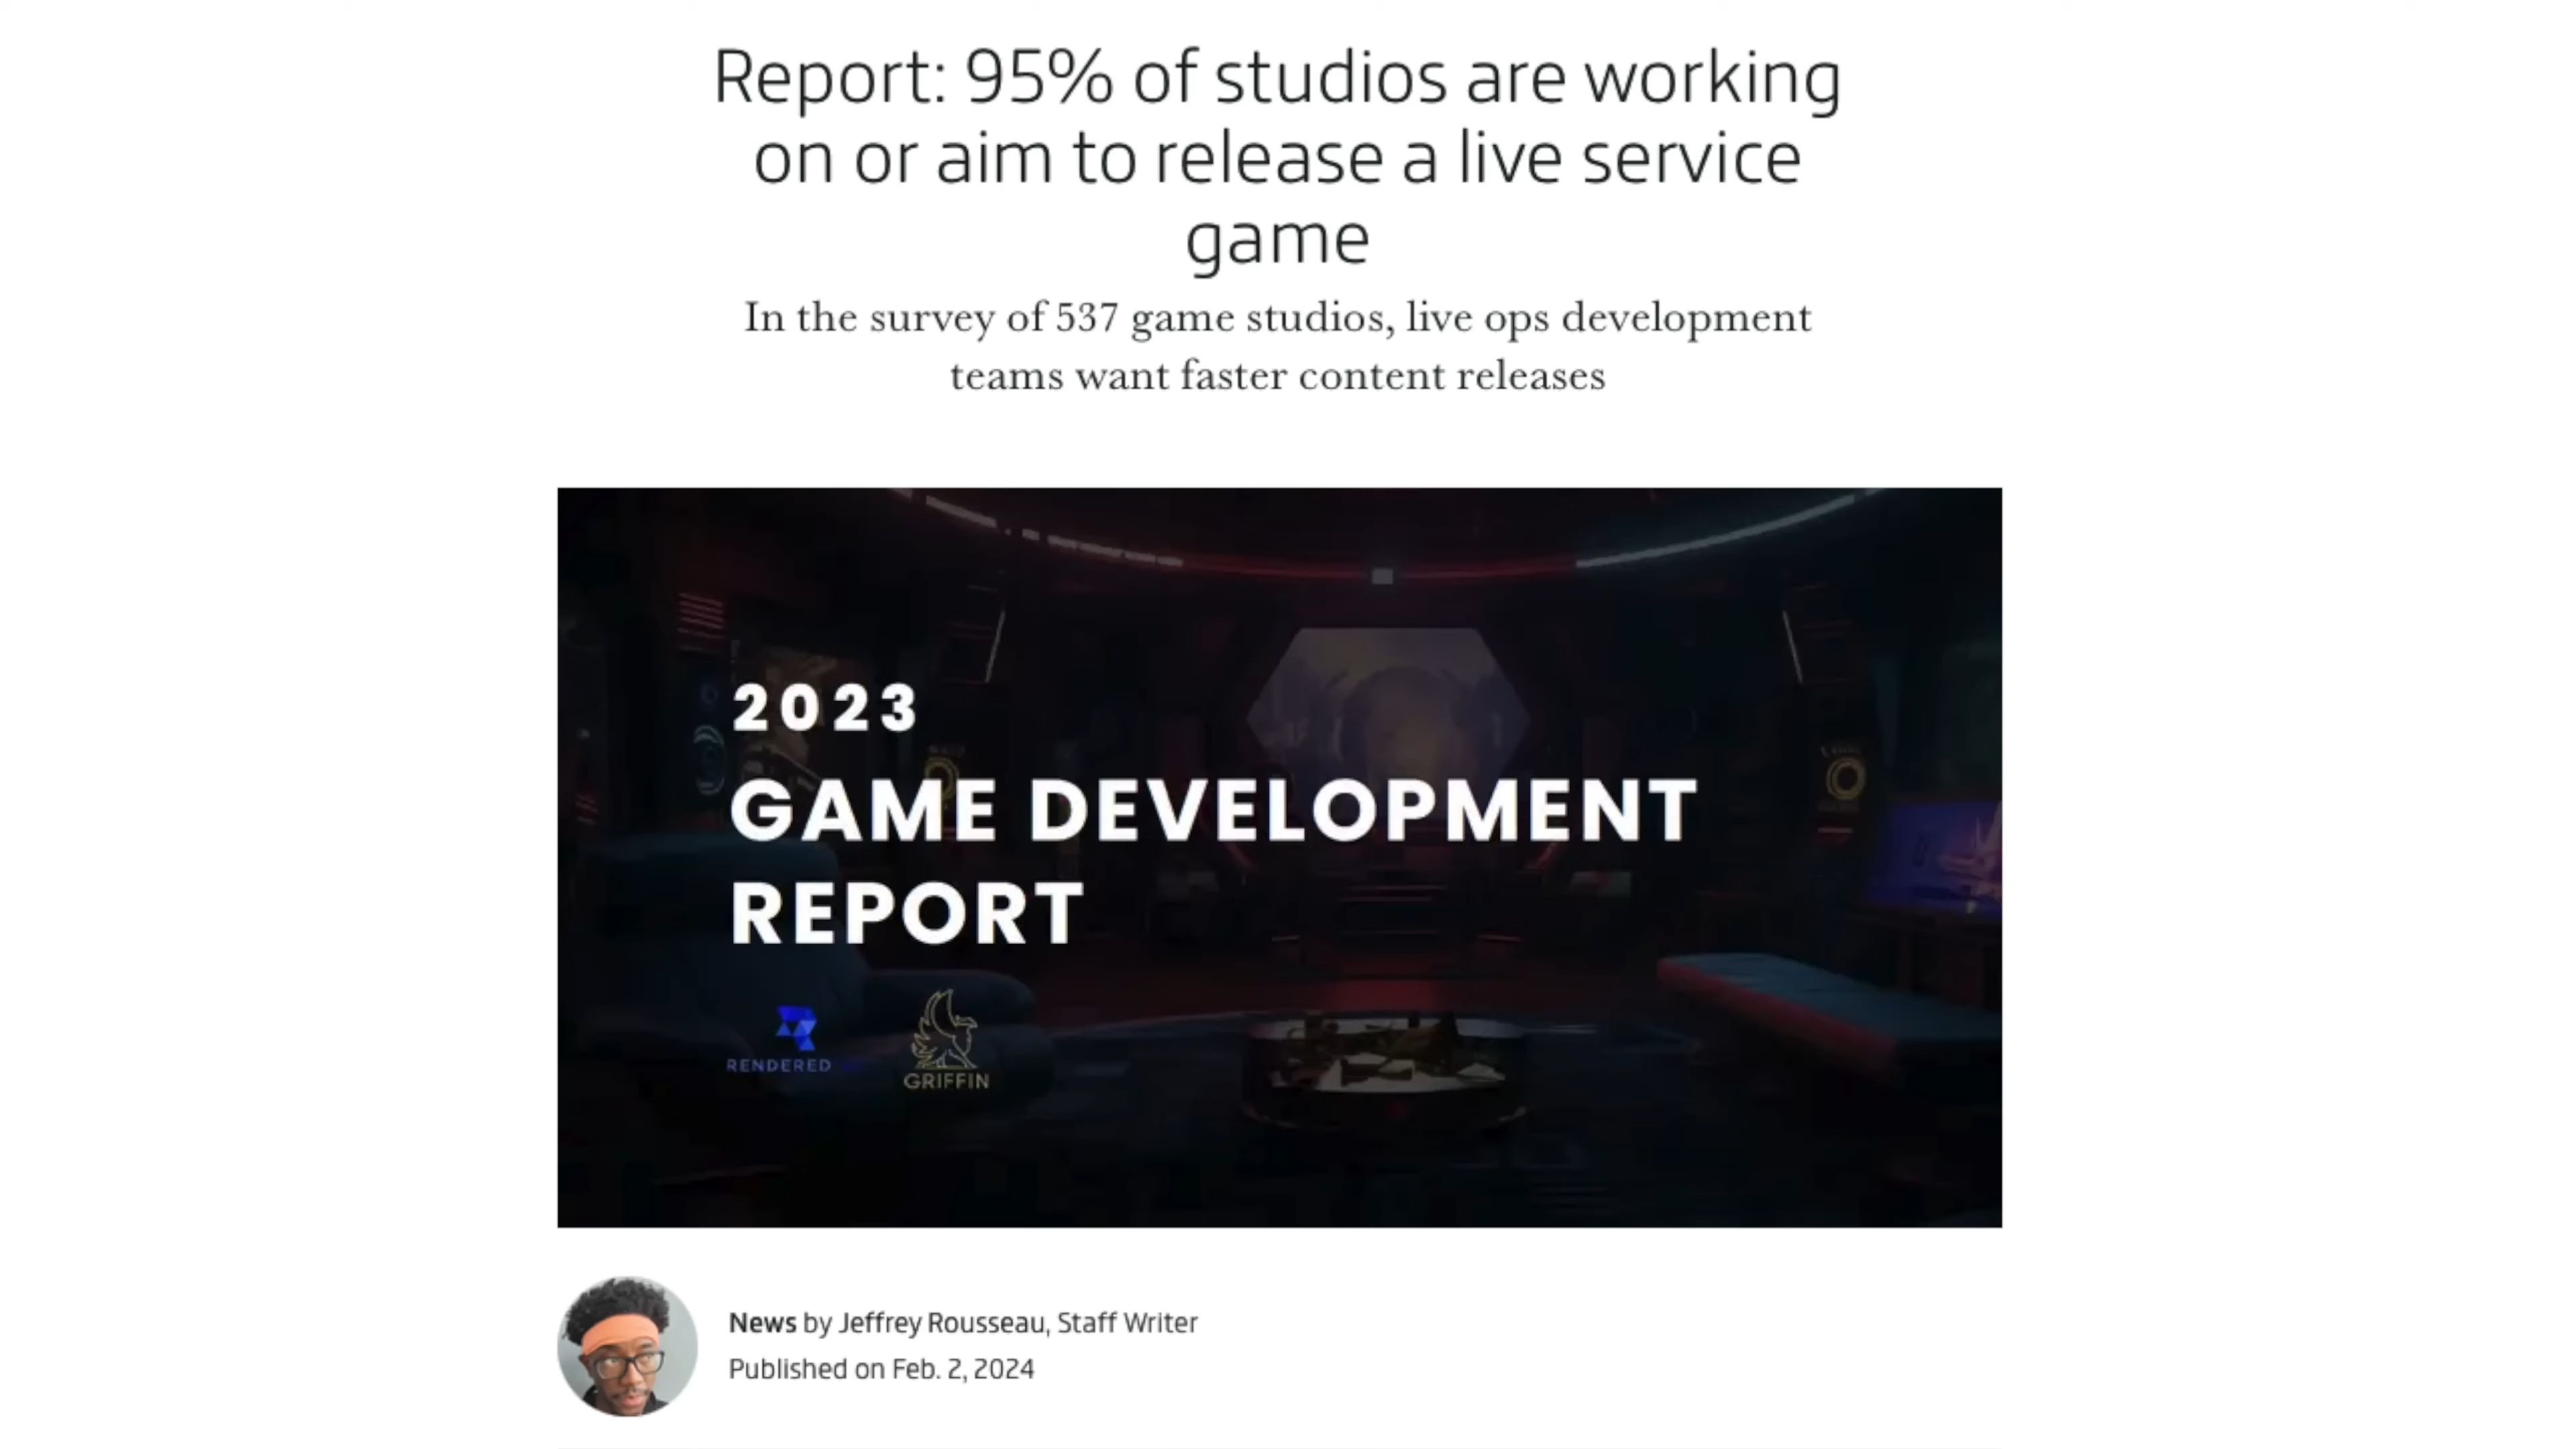 Report: 95% of studios are working
on or aim to release a live service
game
In the survey of 537 game studios, live ops development
teams want faster content releases
2023
GAME DEVELOPMENT
REPORT
RENDERED
GRIFFIN
News by Jeffrey Rousseau, Staff Writer
Published on Feb. 2, 2024